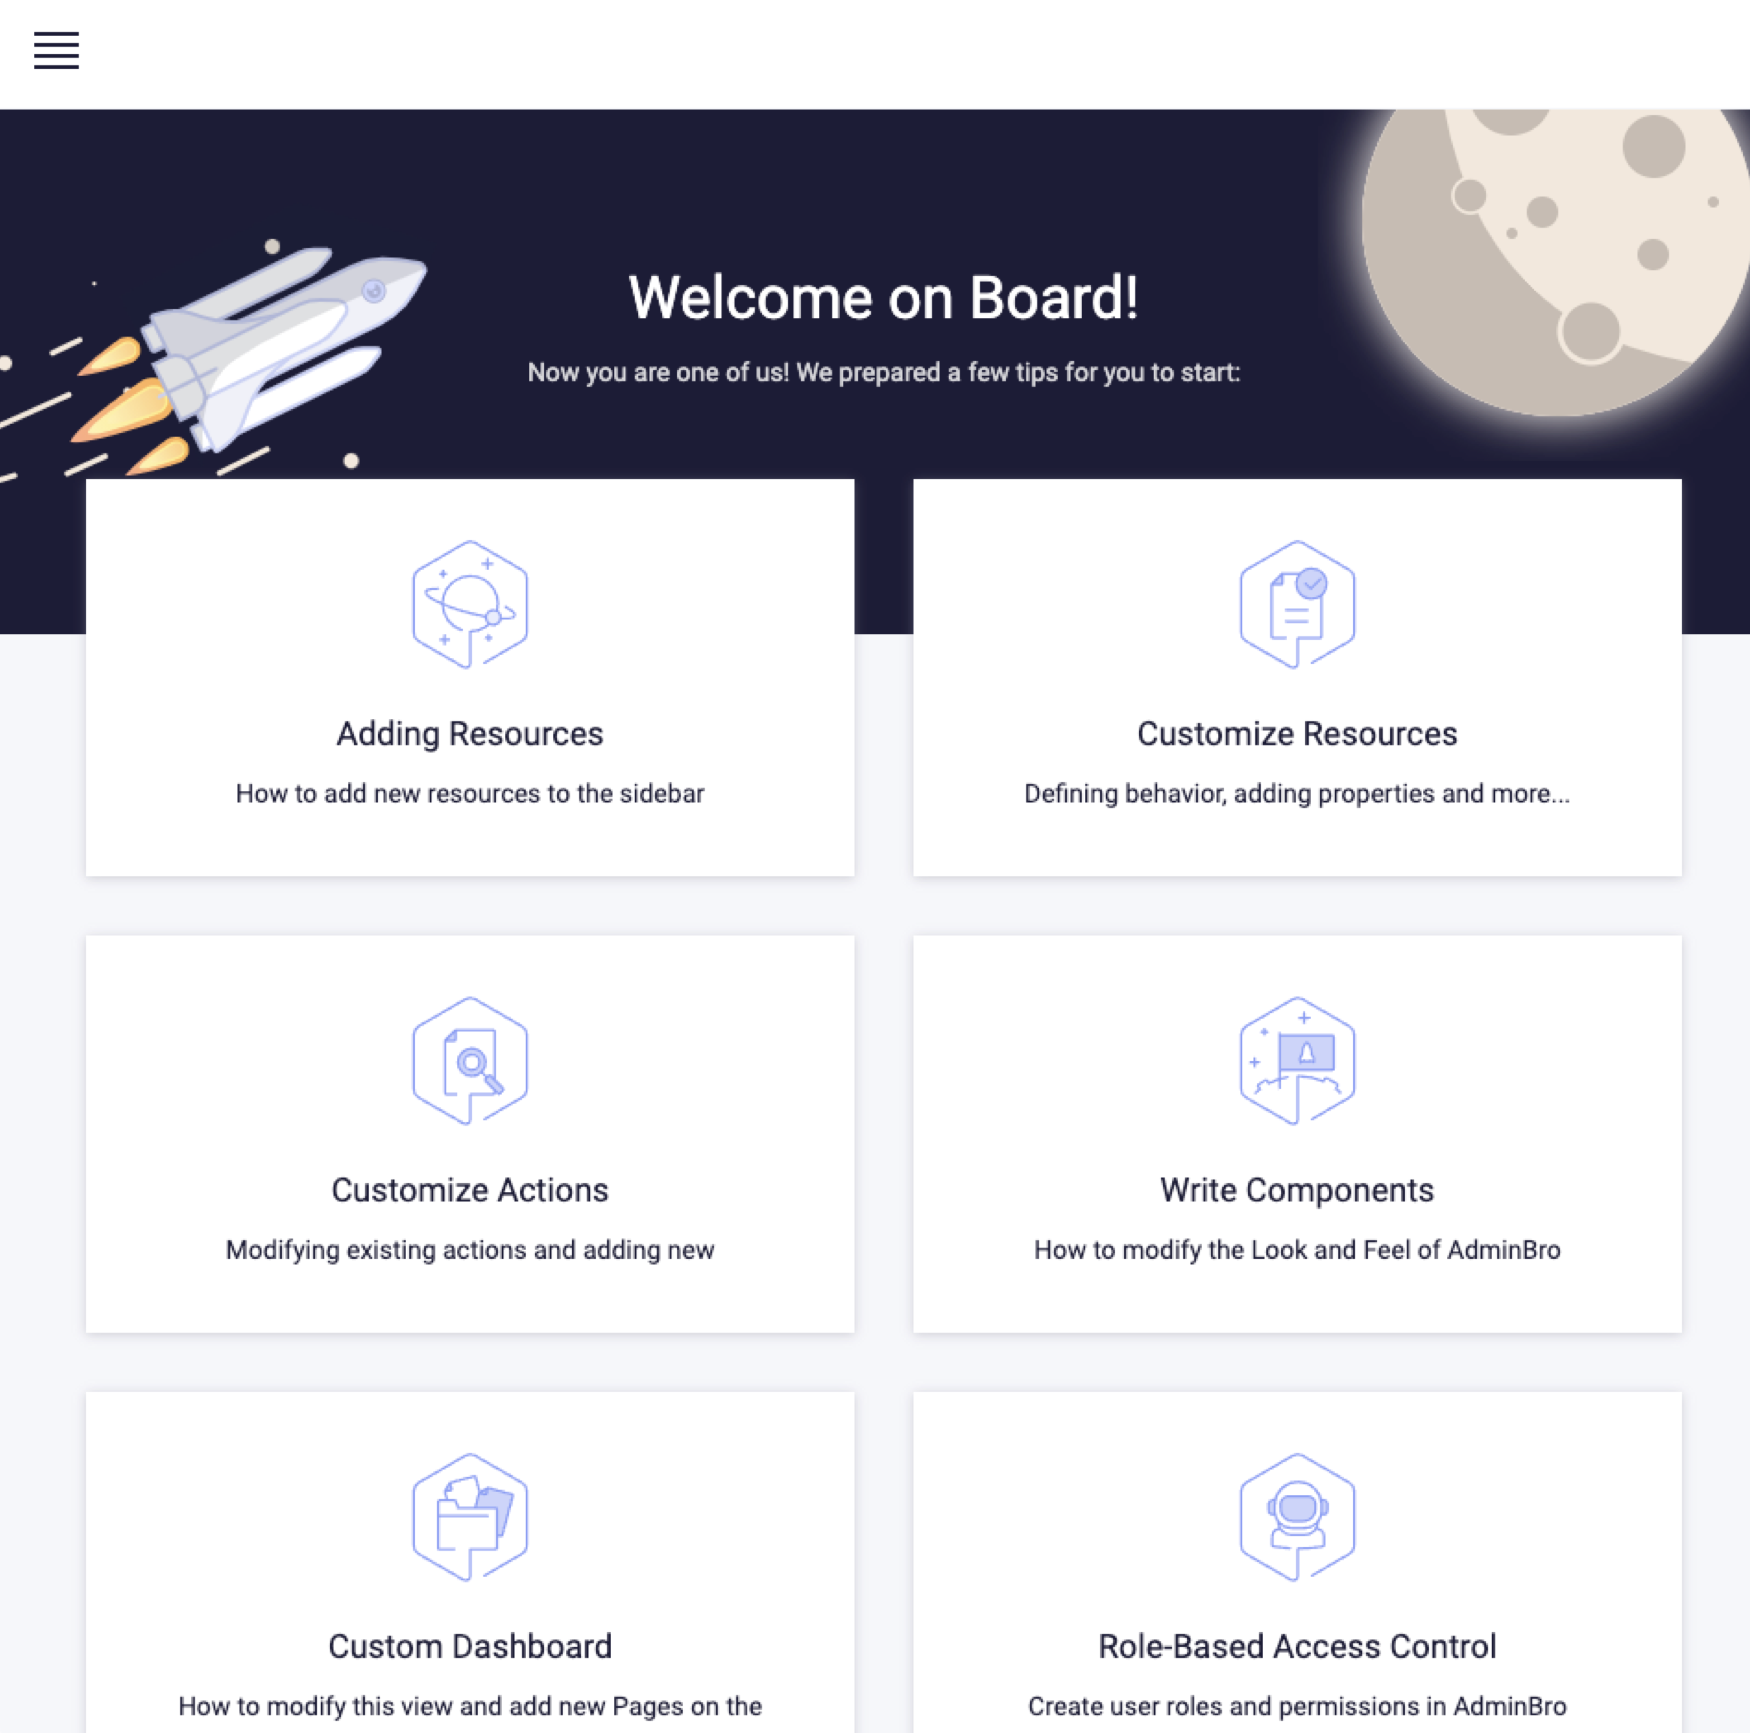 Welcome on Board!
Now you are one of us! We prepared a few tips for you to start:
Adding Resources
How to add new resources to the sidebar
Customize Resources
Defining behavior, adding properties and more...
Customize Actions
Modifying existing actions and adding new
Write Components
How to modify the Look and Feel of AdminBro
Custom Dashboard
How to modify this view and add new Pages on the
Role-Based Access Control
Create user roles and permissions in AdminBro